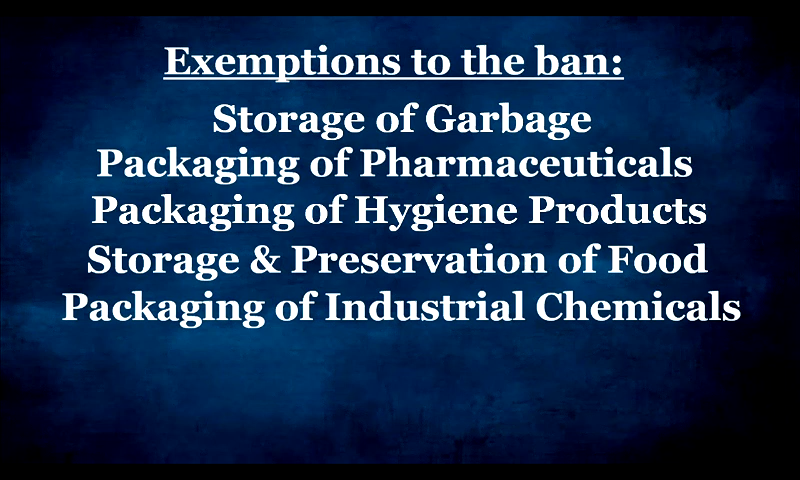 Exemptions to the ban:
Storage of Garbage
Packaging of Pharmaceuticals
Packaging of Hygiene Products
Storage & Preservation of Food
Packaging of Industrial Chemicals